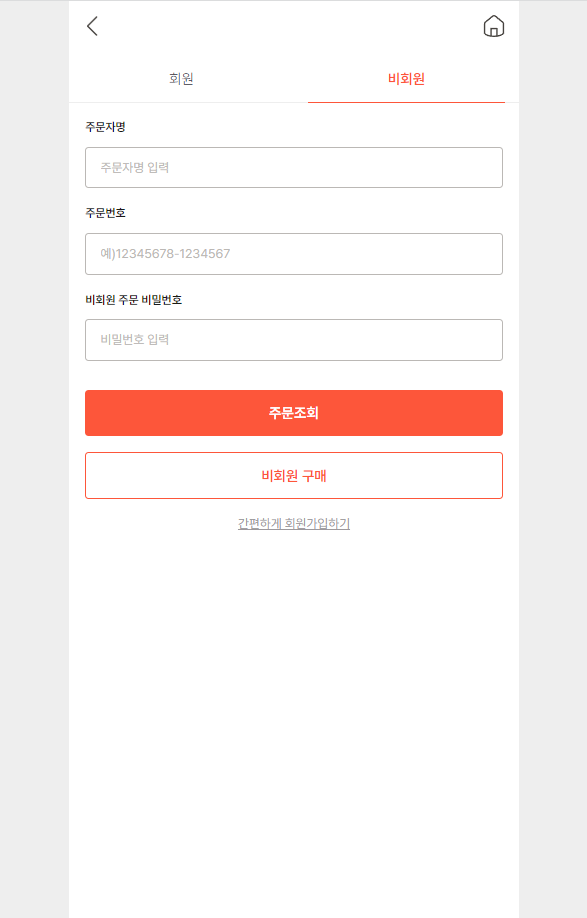 회원
비회원
주문자명
주문자명 입력
주문번호
예)12345678-1234567
비회원 주문 비밀번호
비밀번호 입력
주문조회
비회원 구매
간편하게 회원가입하기